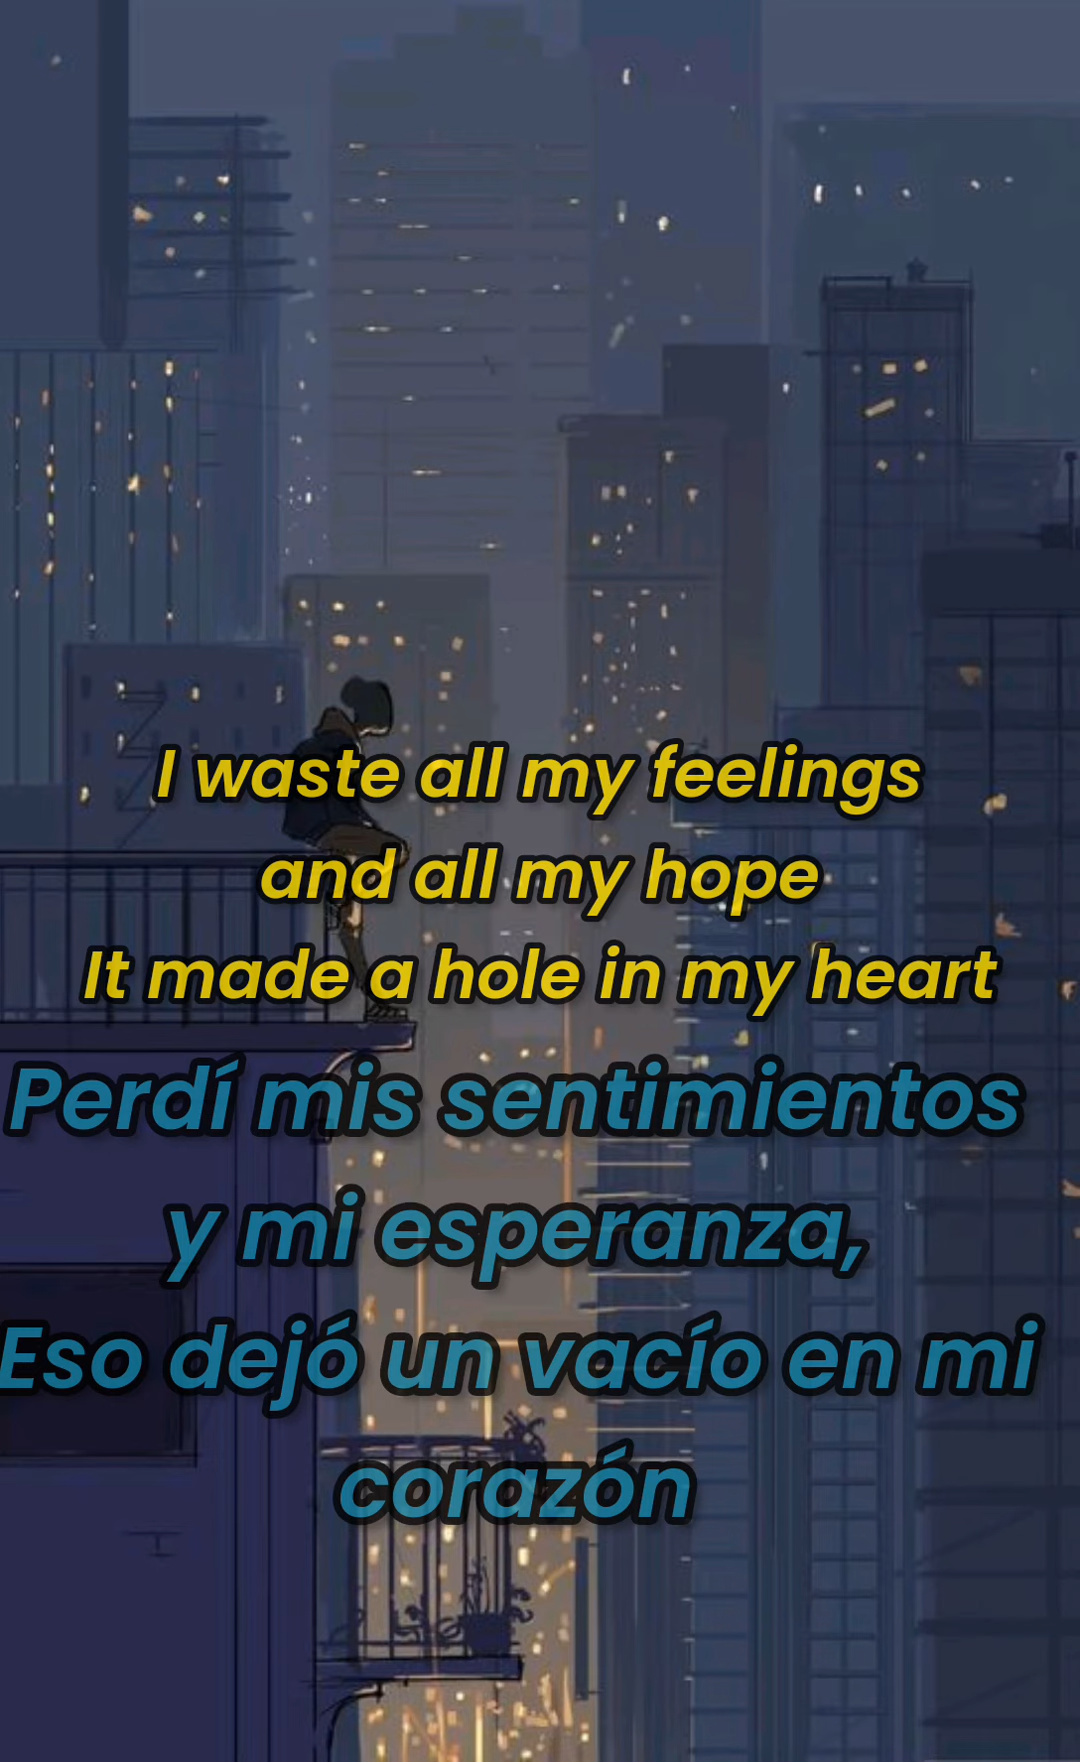 I waste all my feelings
and all my hope
It made a hole in my heart
Perdí mis sentimientos
y mi esperanza,
Eso dejó un vacío en mi
corazón